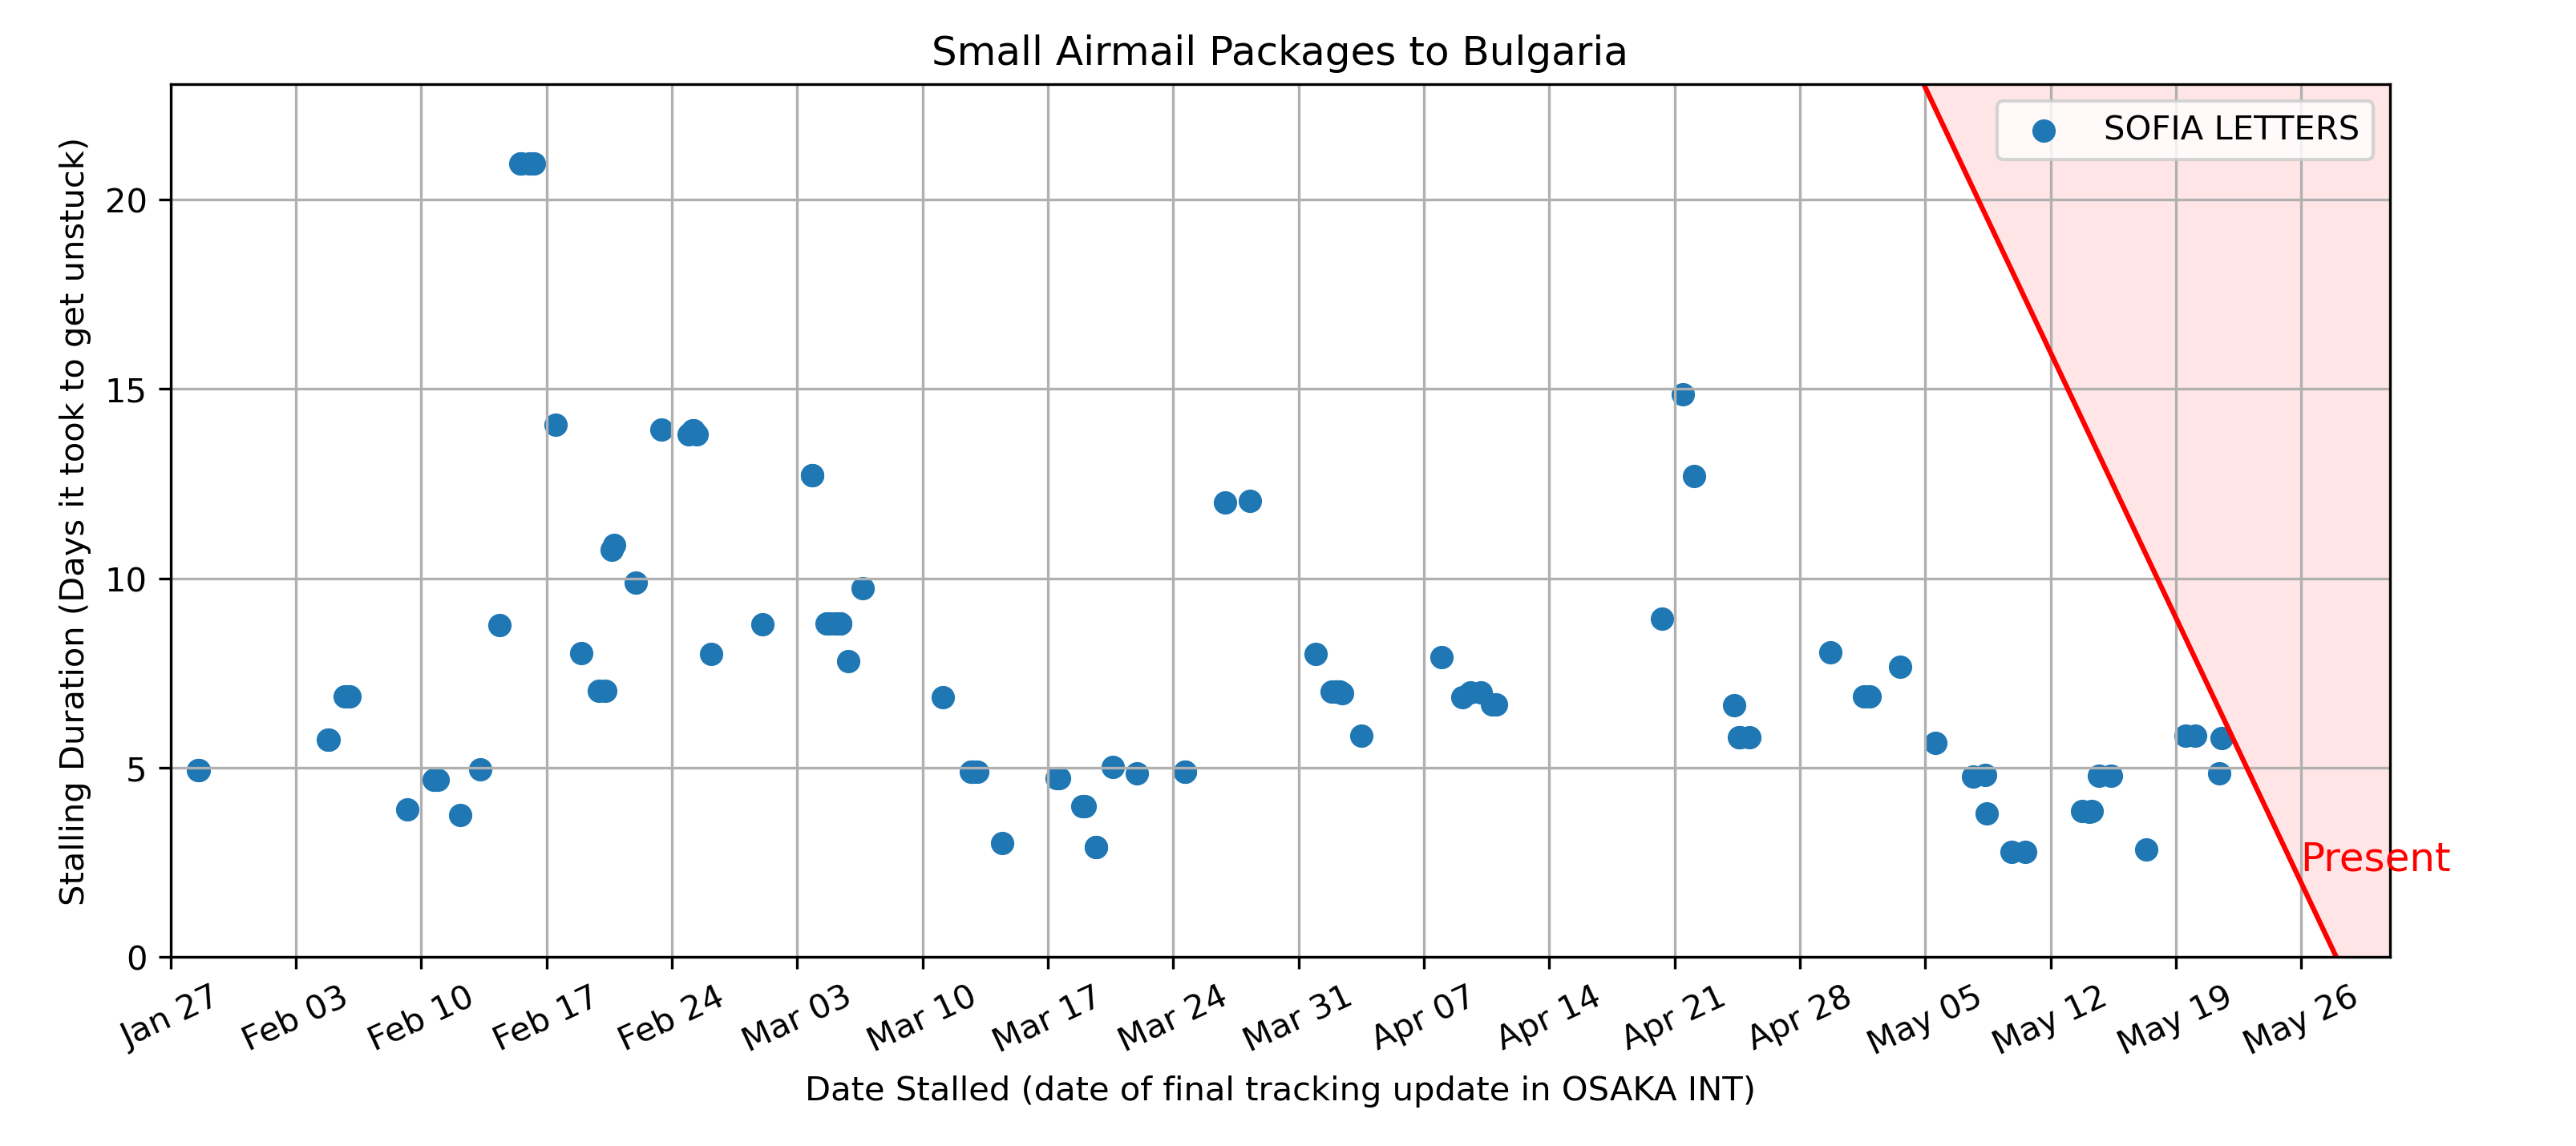 Small Airmail Packages to Bulgaria
SOFIA LETTERS
Stalling Duration (Days it took to get unstuck)
20
15
10
5
0
Present
Jan 27 Feb 03 Feb 10 Feb 17 Feb 24 Mar 03 Mar 10 Mar 17 Mar 24 Mar 31 Apr 07 Apr 14 Apr 21 Apr 28 May 05 May 12 May 19 May 26
Date Stalled (date of final tracking update in OSAKA INT)